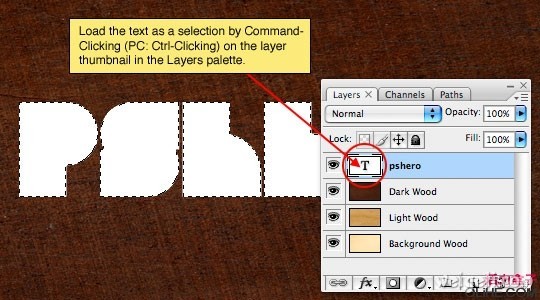 Load the text as a selection by Command-
Clicking (PC: Ctrl-Clicking) on the layer
thumbnail in the Layers palette.
Layers × Channels Paths
Normal Opacity: 100%
Lock: Fill: 100%
T pshero
Dark Wood
Light Wood
Background Wood
fx